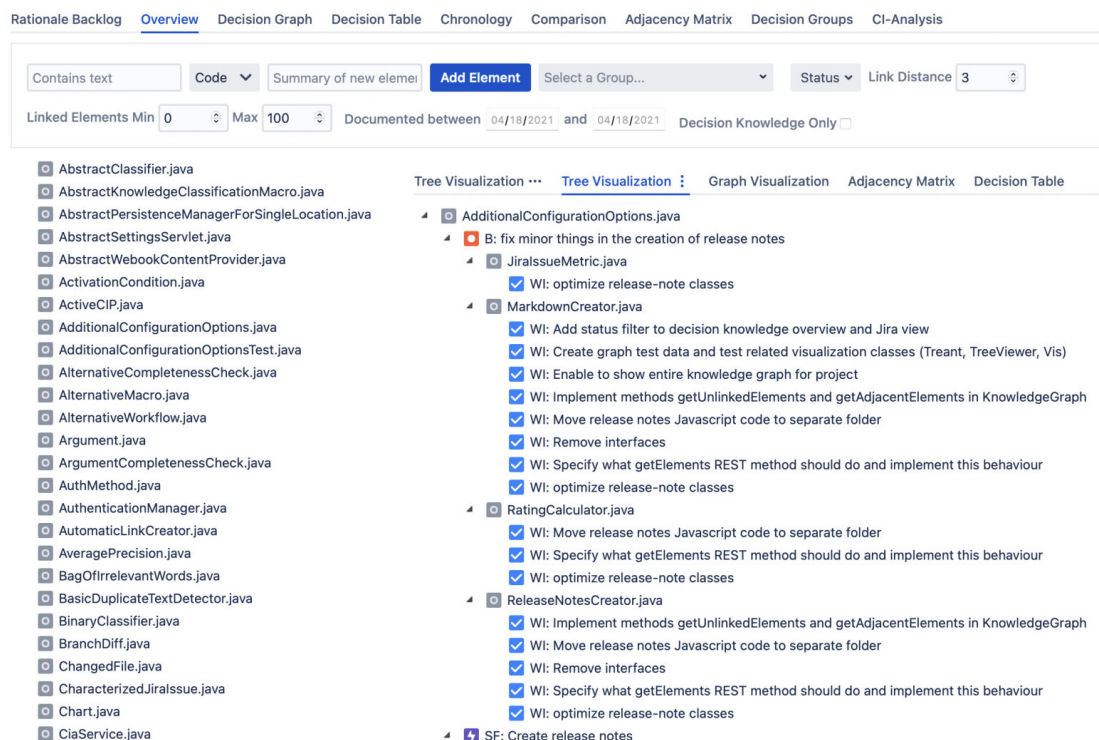 Rationale Backlog Overview Decision Graph Decision Table Chronology Comparison Adjacency Matrix Decision Groups CI-Analysis
Contains text Code Summary of new elemen Add Element Select a Group... Status Link Distance 3
Linked Elements Min 0 Max 100 Documented between 04/18/2021 and 04/18/2021 Decision Knowledge Only
AbstractClassifier.java
AbstractKnowledgeClassificationMacro.java
AbstractPersistenceManagerForSingleLocation.java
AbstractSettingsServlet.java
AbstractWebookContentProvider.java
ActivationCondition.java
ActiveCIP.java
AdditionalConfigurationOptions.java
AdditionalConfigurationOptionsTest.java
AlternativeCompletenessCheck.java
AlternativeMacro.java
AlternativeWorkflow.java
Argument.java
ArgumentCompletenessCheck.java
AuthMethod.java
AuthenticationManager.java
AutomaticLinkCreator.java
AveragePrecision.java
BagOfIrrelevantWords.java
BasicDuplicateTextDetector.java
BinaryClassifier.java
BranchDiff.java
ChangedFile.java
CharacterizedJiraIssue.java
Chart.java
CiaService.java
Tree Visualization ··· Tree Visualization Graph Visualization Adjacency Matrix Decision Table
AdditionalConfigurationOptions.java
B: fix minor things in the creation of release notes
JiraIssueMetric.java
WI: optimize release-note classes
MarkdownCreator.java
WI: Add status filter to decision knowledge overview and Jira view
WI: Create graph test data and test related visualization classes (Treant, TreeViewer, Vis)
WI: Enable to show entire knowledge graph for project
WI: Implement methods getUnlinkedElements and getAdjacentElements in KnowledgeGraph
WI: Move release notes Javascript code to separate folder
WI: Remove interfaces
WI: Specify what getElements REST method should do and implement this behaviour
WI: optimize release-note classes
RatingCalculator.java
WI: Move release notes Javascript code to separate folder
WI: Specify what getElements REST method should do and implement this behaviour
WI: optimize release-note classes
ReleaseNotesCreator.java
WI: Implement methods getUnlinkedElements and getAdjacentElements in KnowledgeGraph
WI: Move release notes Javascript code to separate folder
WI: Remove interfaces
WI: Specify what getElements REST method should do and implement this behaviour
WI: optimize release-note classes
SF: Create release notes